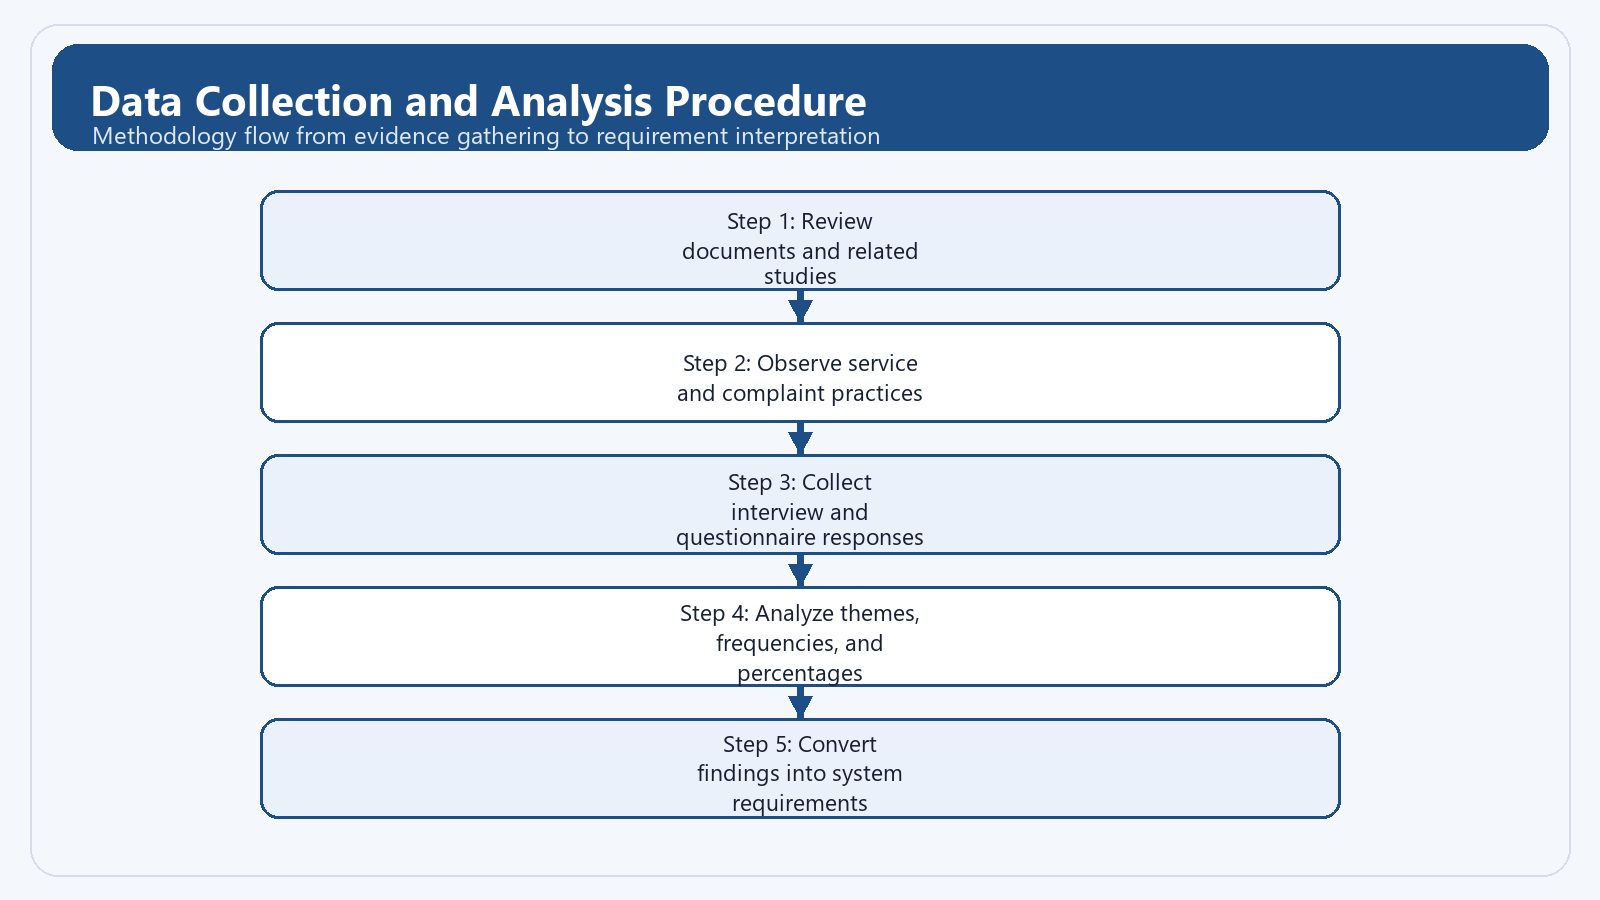 Data Collection and Analysis Procedure
Methodology flow from evidence gathering to requirement interpretation
Step 1: Review
documents and related
studies
Step 2: Observe service
and complaint practices
Step 3: Collect
interview and
questionnaire responses
Step 4: Analyze themes,
frequencies, and
percentages
Step 5: Convert
findings into system
requirements